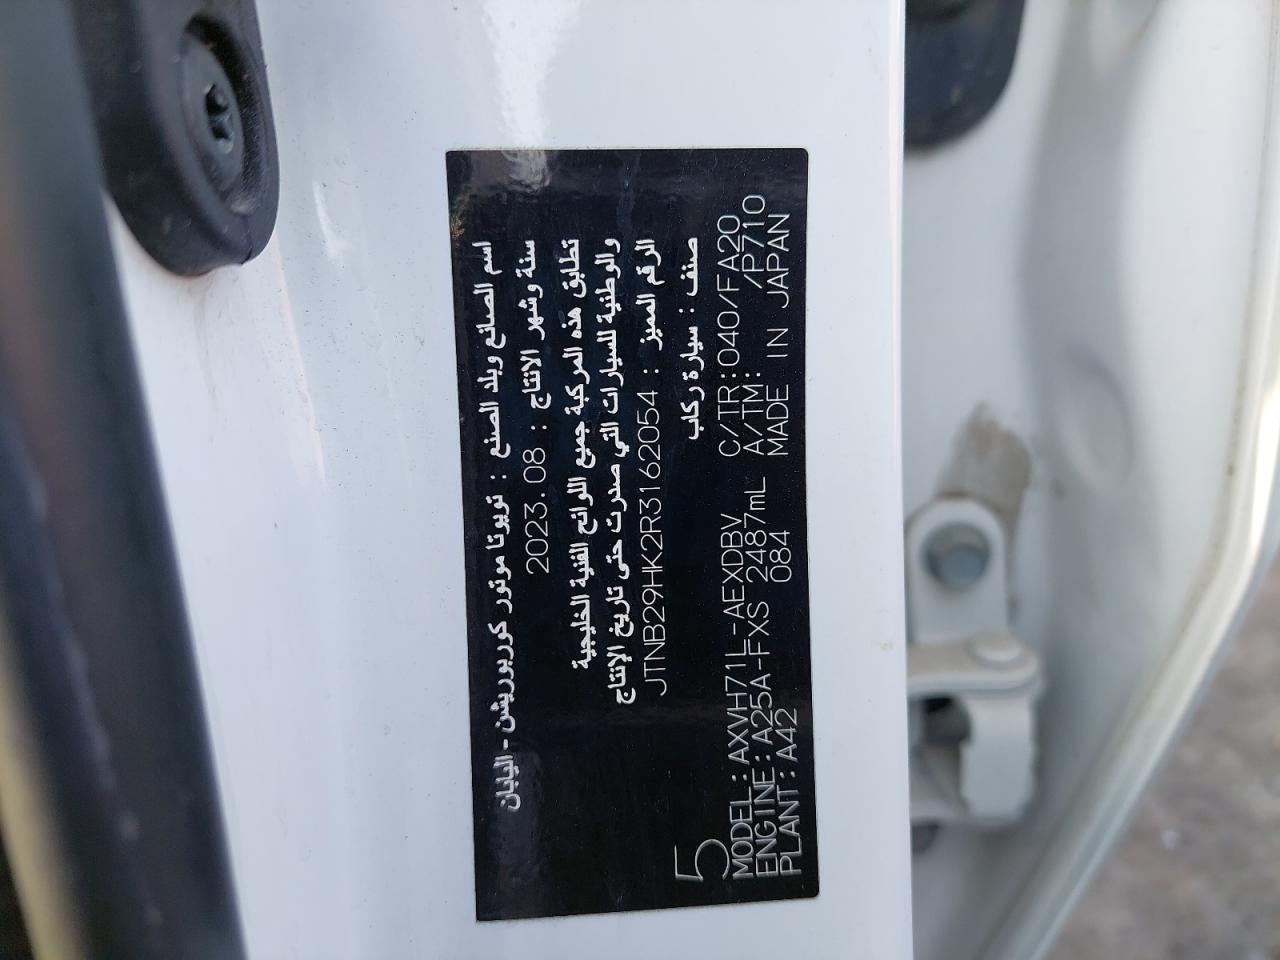 اسم الصانع وبلد الصنع : تويوتا موتور كوربوريشن - اليابان
سنة وشهر الانتاج : 2023.08
تطابق هذه المركبة جميع اللوائح الفنية الخليجية
والوطنية للسيارات التي صدرت حتى تاريخ الإنتاج
الرقم المميز : JTNB29HK2R3162054
صنف : سيارة ركاب
5
MODEL:AXVH71L-AEXDBV C/TR:040/FA20
ENGINE:A25A-FXS 2487mL A/TM: /P710
PLANT:A42 084 MADE IN JAPAN